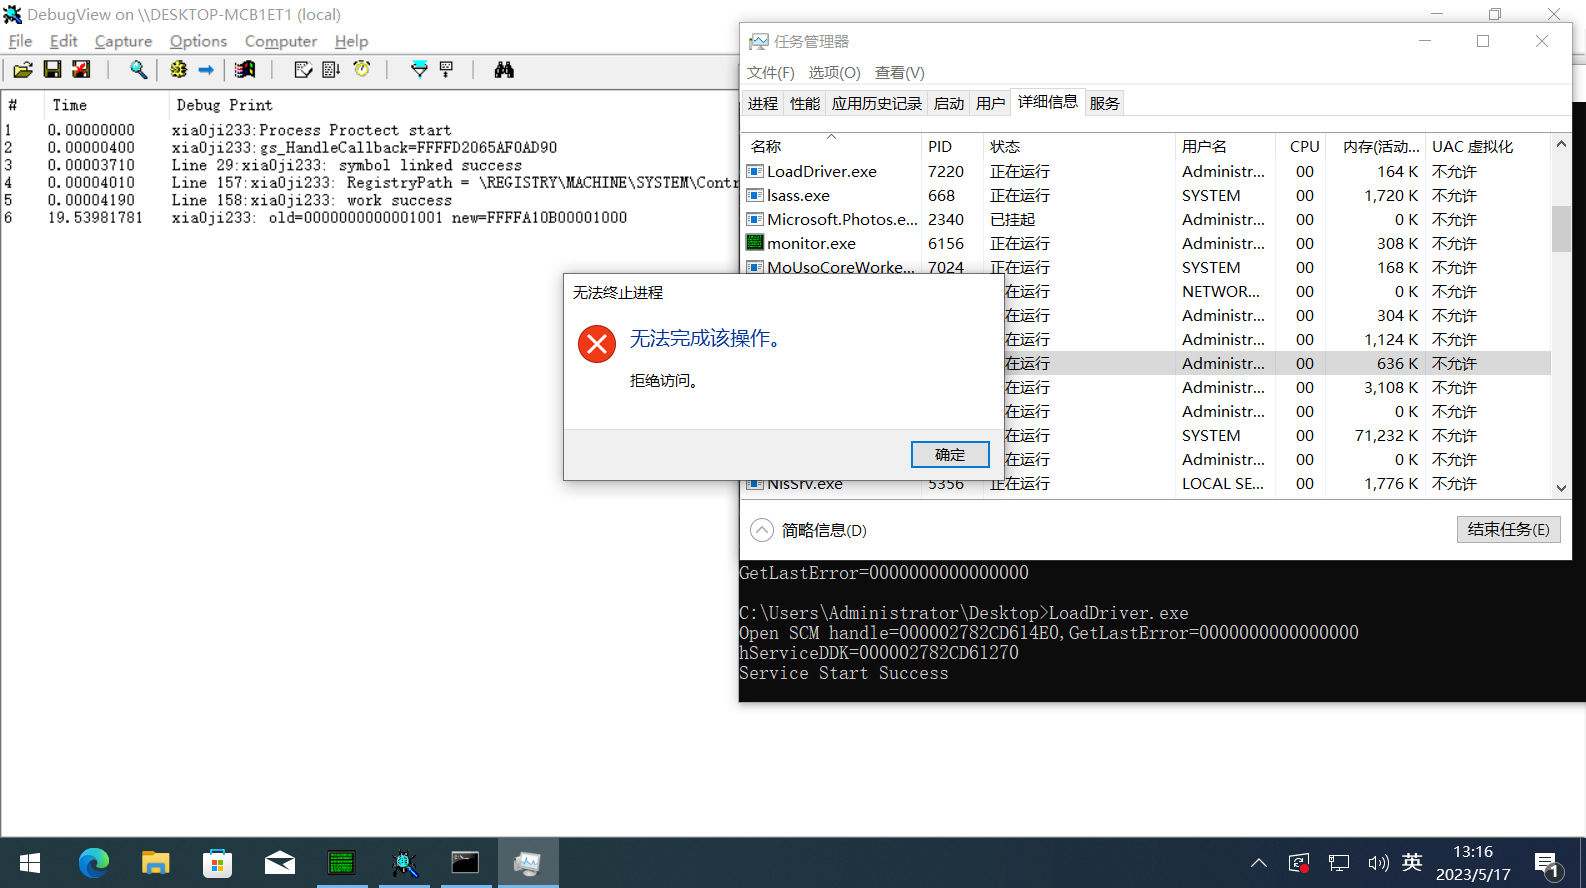 DebugView on \\DESKTOP-MCB1ET1 (local)
File Edit Capture Options Computer Help
# Time Debug Print
1 0.00000000 xia0ji233:Process Proctect start
2 0.00000400 xia0ji233:gs_HandleCallback=FFFFD2065AF0AD90
3 0.00003710 Line 29:xia0ji233: symbol linked success
4 0.00004010 Line 157:xia0ji233: RegistryPath = \REGISTRY\MACHINE\SYSTEM\Contr
5 0.00004190 Line 158:xia0ji233: work success
6 19.53981781 xia0ji233: old=0000000000001001 new=FFFFA10B00001000
任务管理器
文件(F) 选项(O) 查看(V)
进程 性能 应用历史记录 启动 用户 详细信息 服务
名称 PID 状态 用户名 CPU 内存(活动... UAC 虚拟化
LoadDriver.exe 7220 正在运行 Administr... 00 164 K 不允许
lsass.exe 668 正在运行 SYSTEM 00 1,720 K 不允许
Microsoft.Photos.e... 2340 已挂起 Administr... 00 0 K 不允许
monitor.exe 6156 正在运行 Administr... 00 308 K 不允许
MoUsoCoreWorke... 7024 正在运行 SYSTEM 00 168 K 不允许
在运行 NETWOR... 00 0 K 不允许
在运行 Administr... 00 304 K 不允许
在运行 Administr... 00 1,124 K 不允许
在运行 Administr... 00 636 K 不允许
在运行 Administr... 00 3,108 K 不允许
在运行 Administr... 00 0 K 不允许
在运行 SYSTEM 00 71,232 K 不允许
在运行 Administr... 00 0 K 不允许
NisSrv.exe 5356 正在运行 LOCAL SE... 00 1,776 K 不允许
简略信息(D)
结束任务(E)
无法终止进程
无法完成该操作。
拒绝访问。
确定
GetLastError=0000000000000000
C:\Users\Administrator\Desktop>LoadDriver.exe
Open SCM handle=000002782CD614E0,GetLastError=0000000000000000
hServiceDDK=000002782CD61270
Service Start Success
英
13:16
2023/5/17
1